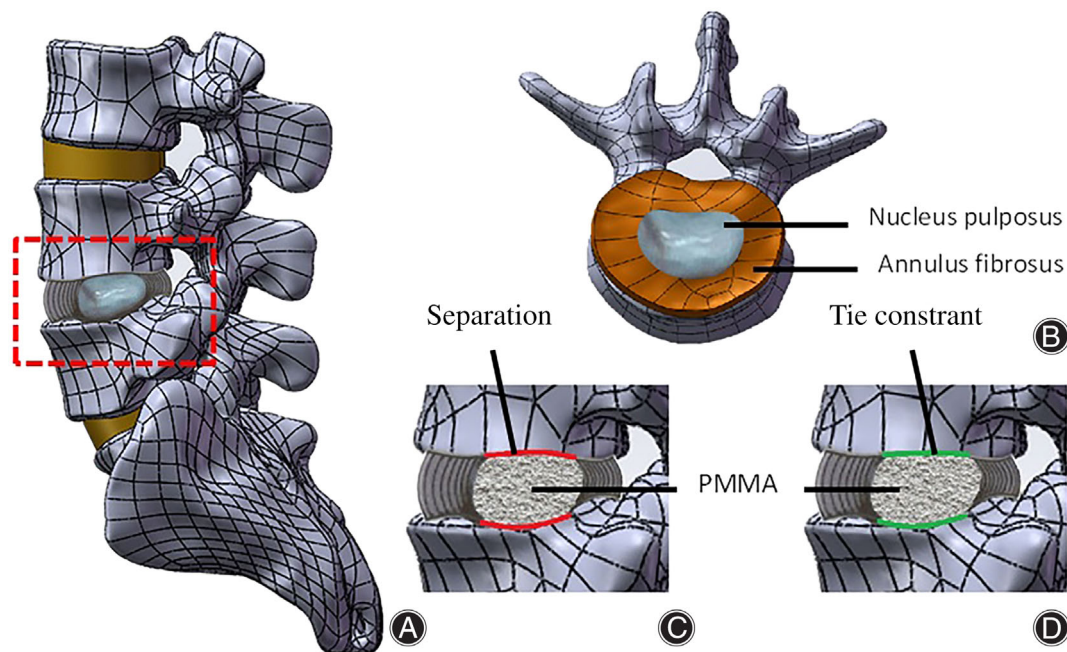 Nucleus pulposus
Annulus fibrosus
Separation
Tie constrant
B
PMMA
A
C
D